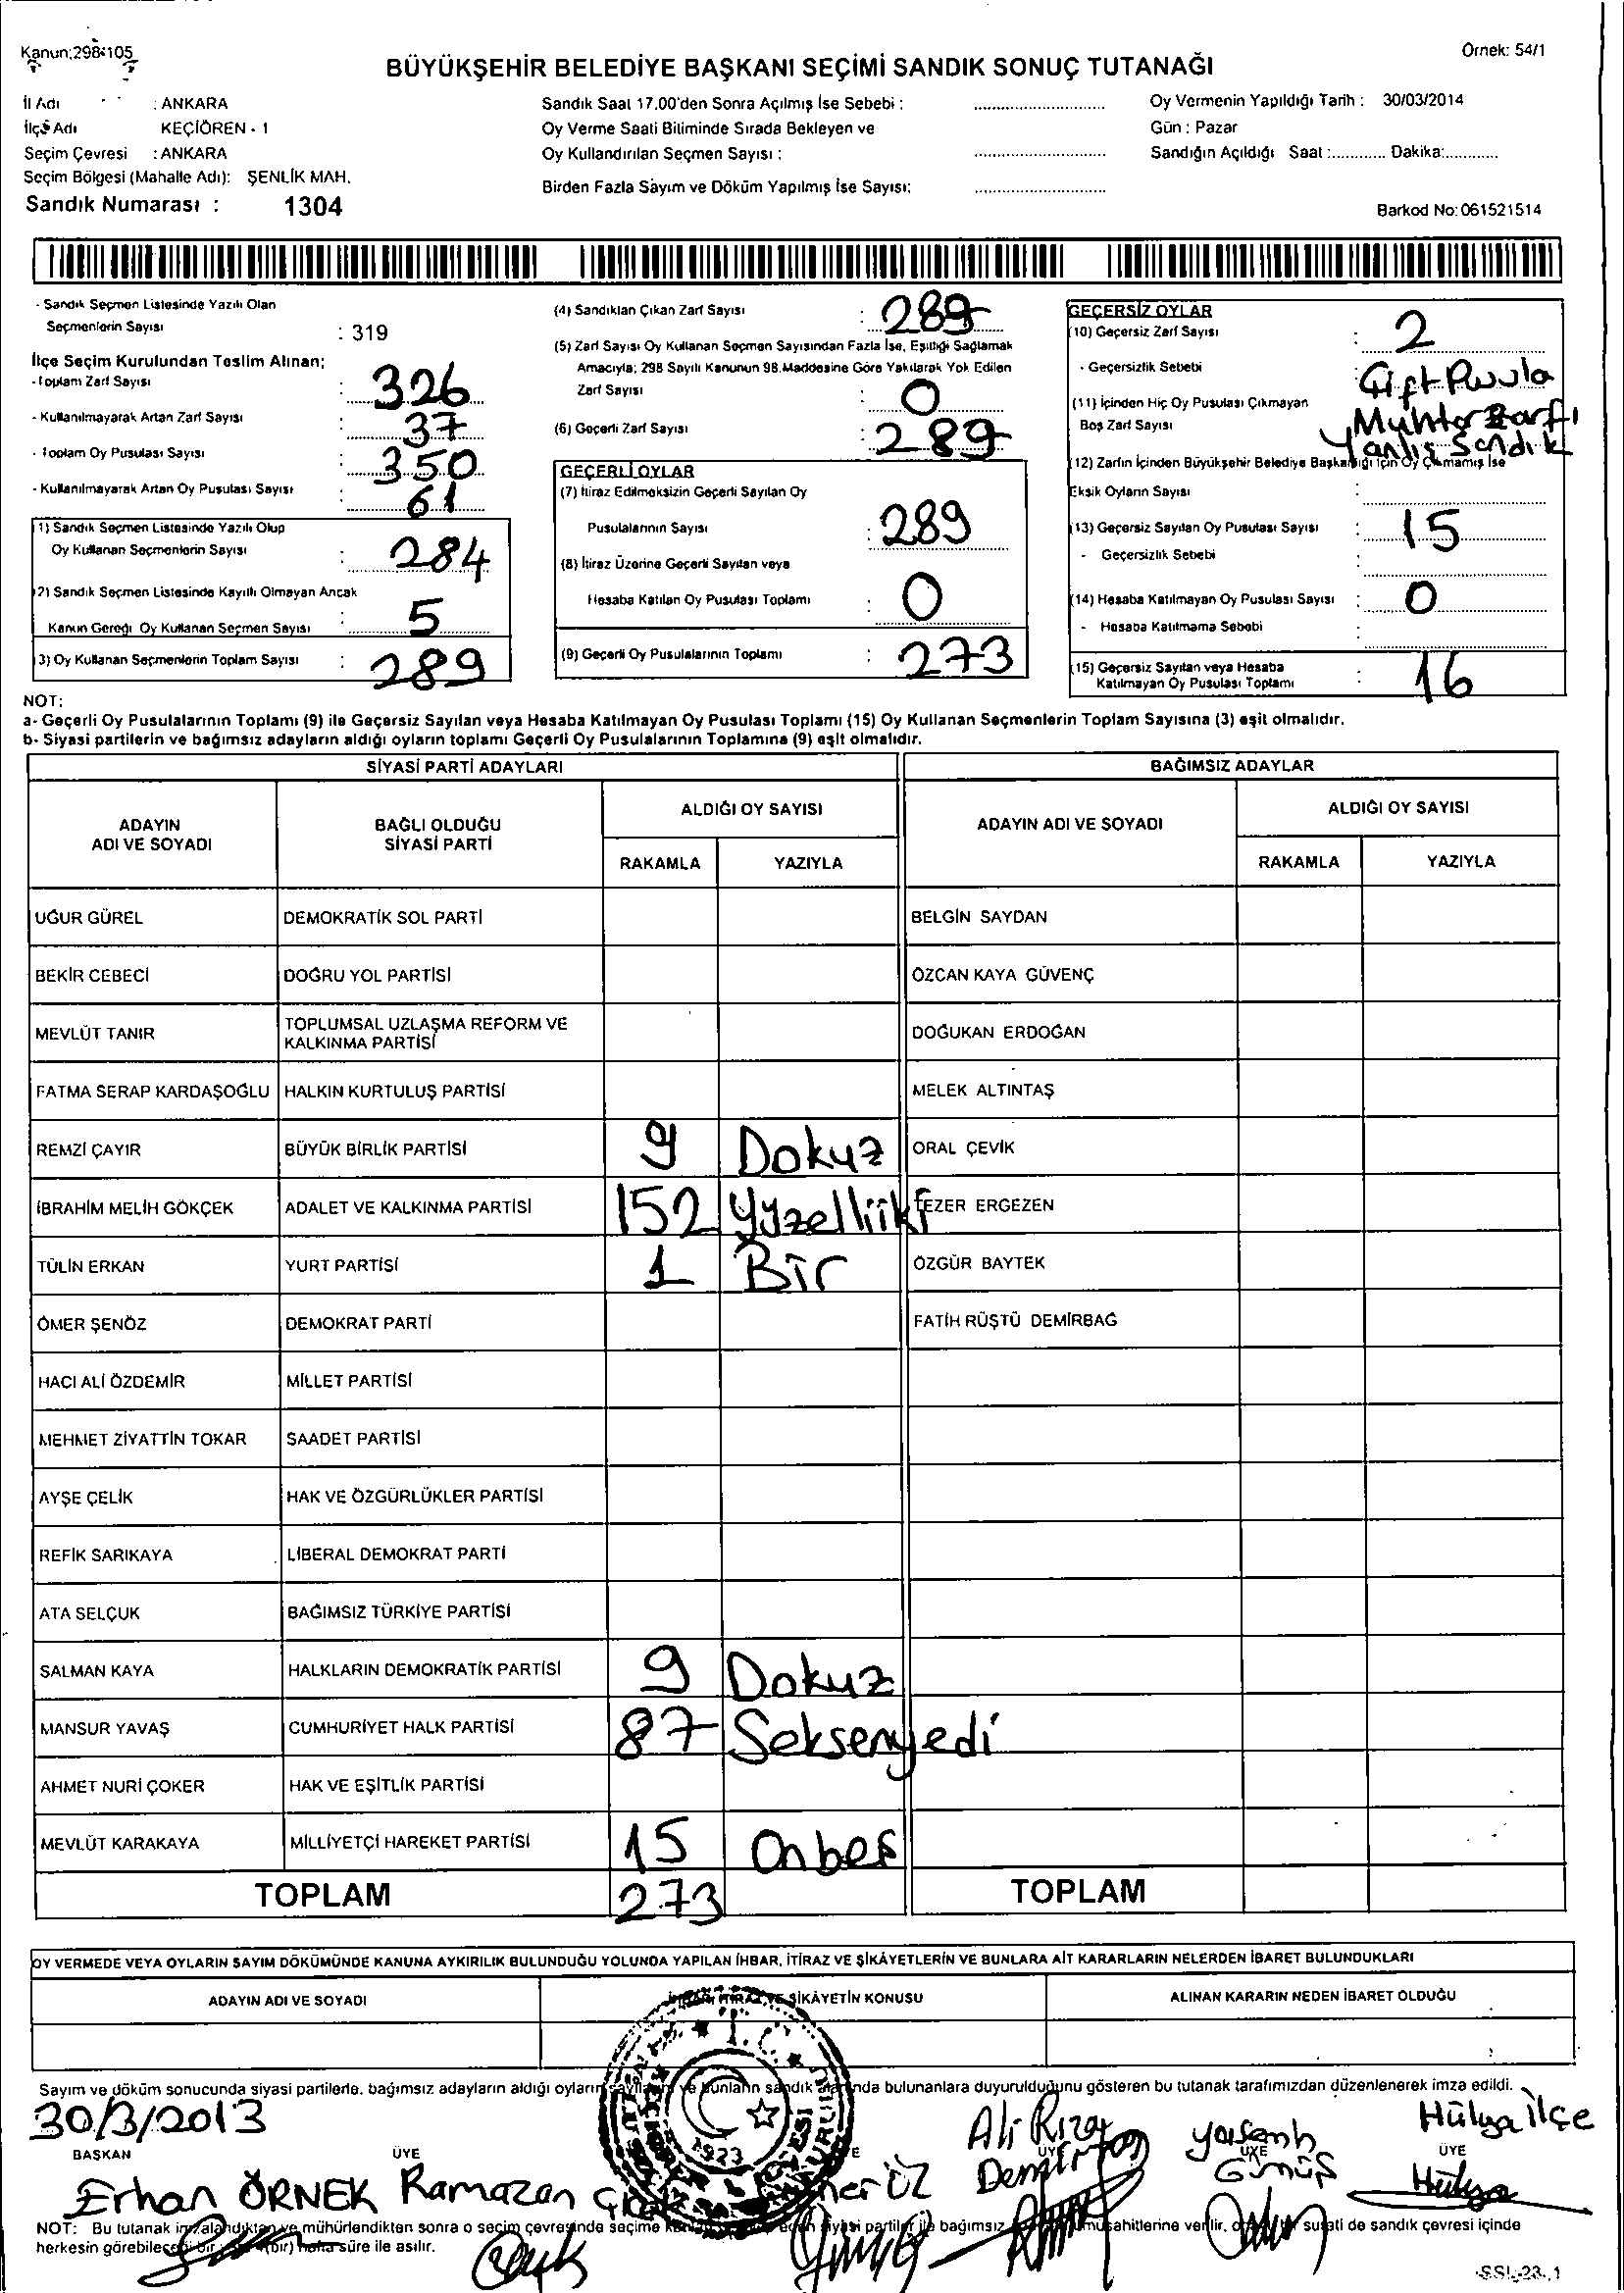 Kanun:298-105
Örnek: 54/1
BÜYÜKŞEHİR BELEDİYE BAŞKANI SEÇİMİ SANDIK SONUÇ TUTANAĞI
İl Adı : ANKARA
İlçe Adı KEÇİÖREN - 1
Seçim Çevresi : ANKARA
Seçim Bölgesi (Mahalle Adı): ŞENLİK MAH.
Sandık Numarası : 1304
Sandık Saat 17.00'den Sonra Açılmış İse Sebebi :
Oy Verme Saati Bitiminde Sırada Bekleyen ve
Oy Kullandırılan Seçmen Sayısı :
Birden Fazla Sayım ve Döküm Yapılmış İse Sayısı:
Oy Vermenin Yapıldığı Tarih : 30/03/2014
Gün : Pazar
Sandığın Açıldığı Saat :............ Dakika:............
Barkod No:061521514
- Sandık Seçmen Listesinde Yazılı Olan
Seçmenlerin Sayısı : 319
İlçe Seçim Kurulundan Teslim Alınan;
- Toplam Zarf Sayısı : 326
- Kullanılmayarak Artan Zarf Sayısı : 37
- Toplam Oy Pusulası Sayısı : 350
- Kullanılmayarak Artan Oy Pusulası Sayısı : 61
1) Sandık Seçmen Listesinde Yazılı Olup
Oy Kullanan Seçmenlerin Sayısı : 284
2) Sandık Seçmen Listesinde Kayıtlı Olmayan Ancak
Kanun Gereği Oy Kullanan Seçmen Sayısı : 5
3) Oy Kullanan Seçmenlerin Toplam Sayısı : 289
(4) Sandıktan Çıkan Zarf Sayısı : 289
(5) Zarf Sayısı Oy Kullanan Seçmen Sayısından Fazla İse, Eşitliği Sağlamak
Amacıyla; 298 Sayılı Kanunun 98.Maddesine Göre Yakılarak Yok Edilen
Zarf Sayısı : 0
(6) Geçerli Zarf Sayısı : 289
GEÇERLİ OYLAR
(7) İtiraz Edilmeksizin Geçerli Sayılan Oy
Pusulalarının Sayısı : 289
(8) İtiraz Üzerine Geçerli Sayılan veya
Hesaba Katılan Oy Pusulası Toplamı : 0
(9) Geçerli Oy Pusulalarının Toplamı : 273
GEÇERSİZ OYLAR
(10) Geçersiz Zarf Sayısı : 2
- Geçersizlik Sebebi : Çift Pusula
(11) İçinden Hiç Oy Pusulası Çıkmayan Muhtar Zarfı
Boş Zarf Sayısı Yanlış Sandık
(12) Zarfın İçinden Büyükşehir Belediye Başkanlığı İçin Oy Çıkmamış İse
Eksik Oyların Sayısı :
(13) Geçersiz Sayılan Oy Pusulası Sayısı : 15
- Geçersizlik Sebebi
(14) Hesaba Katılmayan Oy Pusulası Sayısı : 0
- Hesaba Katılmama Sebebi :
(15) Geçersiz Sayılan veya Hesaba
Katılmayan Oy Pusulası Toplamı : 16
NOT:
a- Geçerli Oy Pusulalarının Toplamı (9) ile Geçersiz Sayılan veya Hesaba Katılmayan Oy Pusulası Toplamı (15) Oy Kullanan Seçmenlerin Toplam Sayısına (3) eşit olmalıdır.
b- Siyasi partilerin ve bağımsız adayların aldığı oyların toplamı Geçerli Oy Pusulalarının Toplamına (9) eşit olmalıdır.
SİYASİ PARTİ ADAYLARI BAĞIMSIZ ADAYLAR
ADAYIN ADI VE SOYADI BAĞLI OLDUĞU SİYASİ PARTİ ALDIĞI OY SAYISI ADAYIN ADI VE SOYADI ALDIĞI OY SAYISI
RAKAMLA YAZIYLA RAKAMLA YAZIYLA
UĞUR GÜREL DEMOKRATİK SOL PARTİ BELGİN SAYDAN
BEKİR CEBECİ DOĞRU YOL PARTİSİ ÖZCAN KAYA GÜVENÇ
MEVLÜT TANIR TOPLUMSAL UZLAŞMA REFORM VE KALKINMA PARTİSİ DOĞUKAN ERDOĞAN
FATMA SERAP KARDAŞOĞLU HALKIN KURTULUŞ PARTİSİ MELEK ALTINTAŞ
REMZİ ÇAYIR BÜYÜK BİRLİK PARTİSİ 9 Dokuz ORAL ÇEVİK
İBRAHİM MELİH GÖKÇEK ADALET VE KALKINMA PARTİSİ 152 Yüzelliiki TEZER ERGEZEN
TÜLİN ERKAN YURT PARTİSİ 1 Bir ÖZGÜR BAYTEK
ÖMER ŞENÖZ DEMOKRAT PARTİ FATİH RÜŞTÜ DEMİRBAĞ
HACI ALİ ÖZDEMİR MİLLET PARTİSİ
MEHMET ZİYATTİN TOKAR SAADET PARTİSİ
AYŞE ÇELİK HAK VE ÖZGÜRLÜKLER PARTİSİ
REFİK SARIKAYA LİBERAL DEMOKRAT PARTİ
ATA SELÇUK BAĞIMSIZ TÜRKİYE PARTİSİ
SALMAN KAYA HALKLARIN DEMOKRATİK PARTİSİ 9 Dokuz
MANSUR YAVAŞ CUMHURİYET HALK PARTİSİ 87 Seksenyedi
AHMET NURİ ÇOKER HAK VE EŞİTLİK PARTİSİ
MEVLÜT KARAKAYA MİLLİYETÇİ HAREKET PARTİSİ 15 Onbeş
TOPLAM 273 TOPLAM
OY VERMEDE VEYA OYLARIN SAYIM DÖKÜMÜNDE KANUNA AYKIRILIK BULUNDUĞU YOLUNDA YAPILAN İHBAR, İTİRAZ VE ŞİKÂYETLERİN VE BUNLARA AİT KARARLARIN NELERDEN İBARET BULUNDUKLARI
ADAYIN ADI VE SOYADI İHBAR, İTİRAZ VE ŞİKÂYETİN KONUSU ALINAN KARARIN NEDEN İBARET OLDUĞU
T.C.
1923
Sayım ve döküm sonucunda siyasi partilerle, bağımsız adayların aldığı oyların sayıları ve bunların sandık alanında bulunanlara duyurulduğunu gösteren bu tutanak tarafımızdan düzenlenerek imza edildi.
30/3/2013
BAŞKAN ÜYE ÜYE ÜYE ÜYE
Erhan ÖRNEK Ramazan ÖZ Ali Rıza Demirtaş Yasemin Gümüş Hülya ilçe
Hülya
NOT: Bu tutanak imzalandıktan ve mühürlendikten sonra o seçim çevresinde seçime siyasi partiler ile bağımsız müşahitlerine verilir, sureti de sandık çevresi içinde
herkesin görebileceği bir (bir) hafta süre ile asılır.
-SSL-23-,1